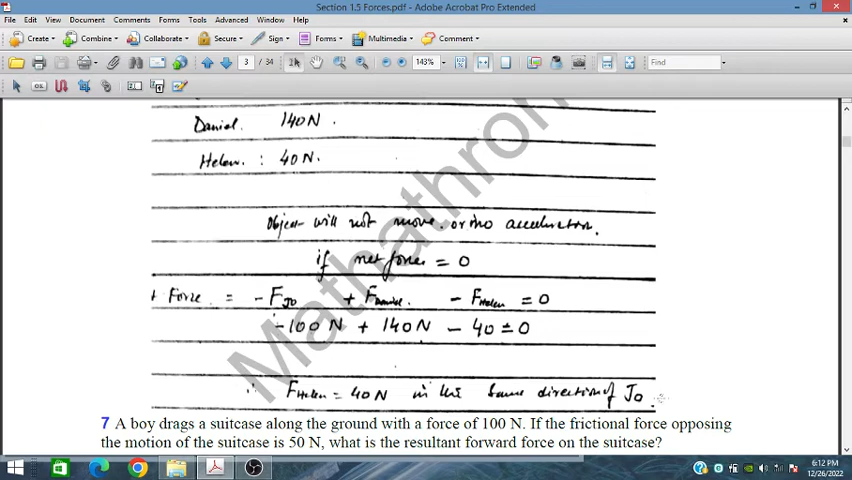 Section 1.5 Forces.pdf - Adobe Acrobat Pro Extended
File Edit View Document Comments Forms Tools Advanced Window Help
Create Combine Collaborate Secure Sign Forms Multimedia Comment
3 / 34 143% Find
Daniel. 140N.
Helen. : 40N.
Object will not move. or no acceleration.
if net force = 0
t Force = - FJo + FDaniel. - FHelen = 0
-100N + 140N - 40 = 0
∴ FHelen = 40N in the same direction of Jo.
Mathatron
7 A boy drags a suitcase along the ground with a force of 100 N. If the frictional force opposing
the motion of the suitcase is 50 N, what is the resultant forward force on the suitcase?
6:12 PM
12/26/2022